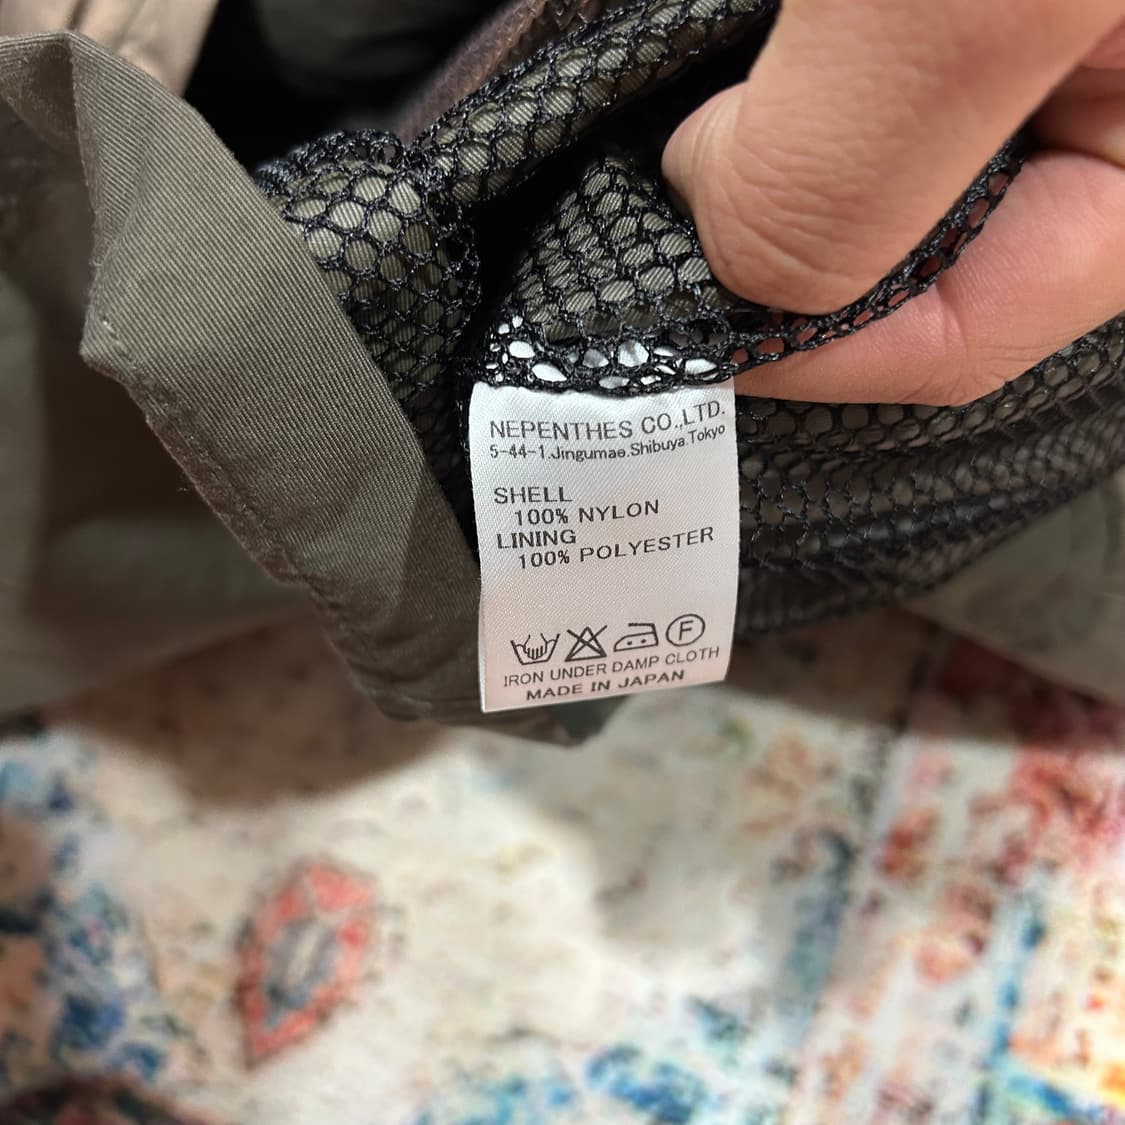 NEPENTHES CO.,LTD.
5-44-1.Jingumae.Shibuya.Tokyo
SHELL
100% NYLON
LINING
100% POLYESTER
F
IRON UNDER DAMP CLOTH
MADE IN JAPAN